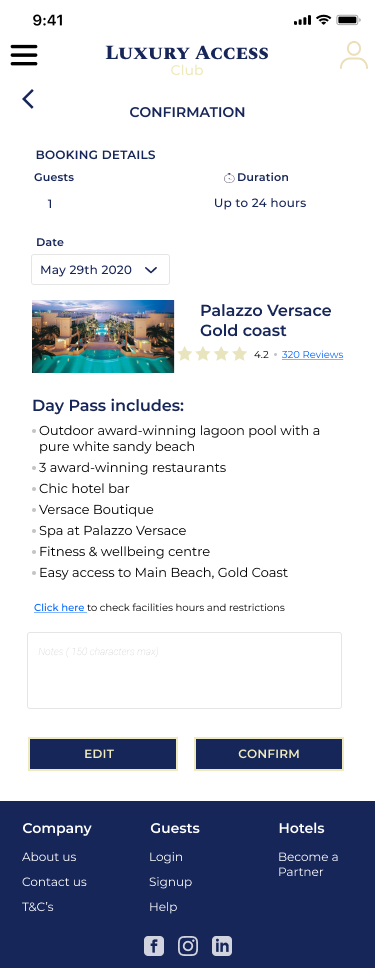 9:41
LUXURY ACCESS
Club
CONFIRMATION
BOOKING DETAILS
Guests
Duration
1
Up to 24 hours
Date
May 29th 2020
Palazzo Versace
Gold coast
4.2 • 320 Reviews
Day Pass includes:
Outdoor award-winning lagoon pool with a
pure white sandy beach
3 award-winning restaurants
Chic hotel bar
Versace Boutique
Spa at Palazzo Versace
Fitness & wellbeing centre
Easy access to Main Beach, Gold Coast
Click here to check facilities hours and restrictions
Notes ( 150 characters max)
EDIT
CONFIRM
Company
Guests
Hotels
About us
Login
Become a
Partner
Contact us
Signup
T&C's
Help